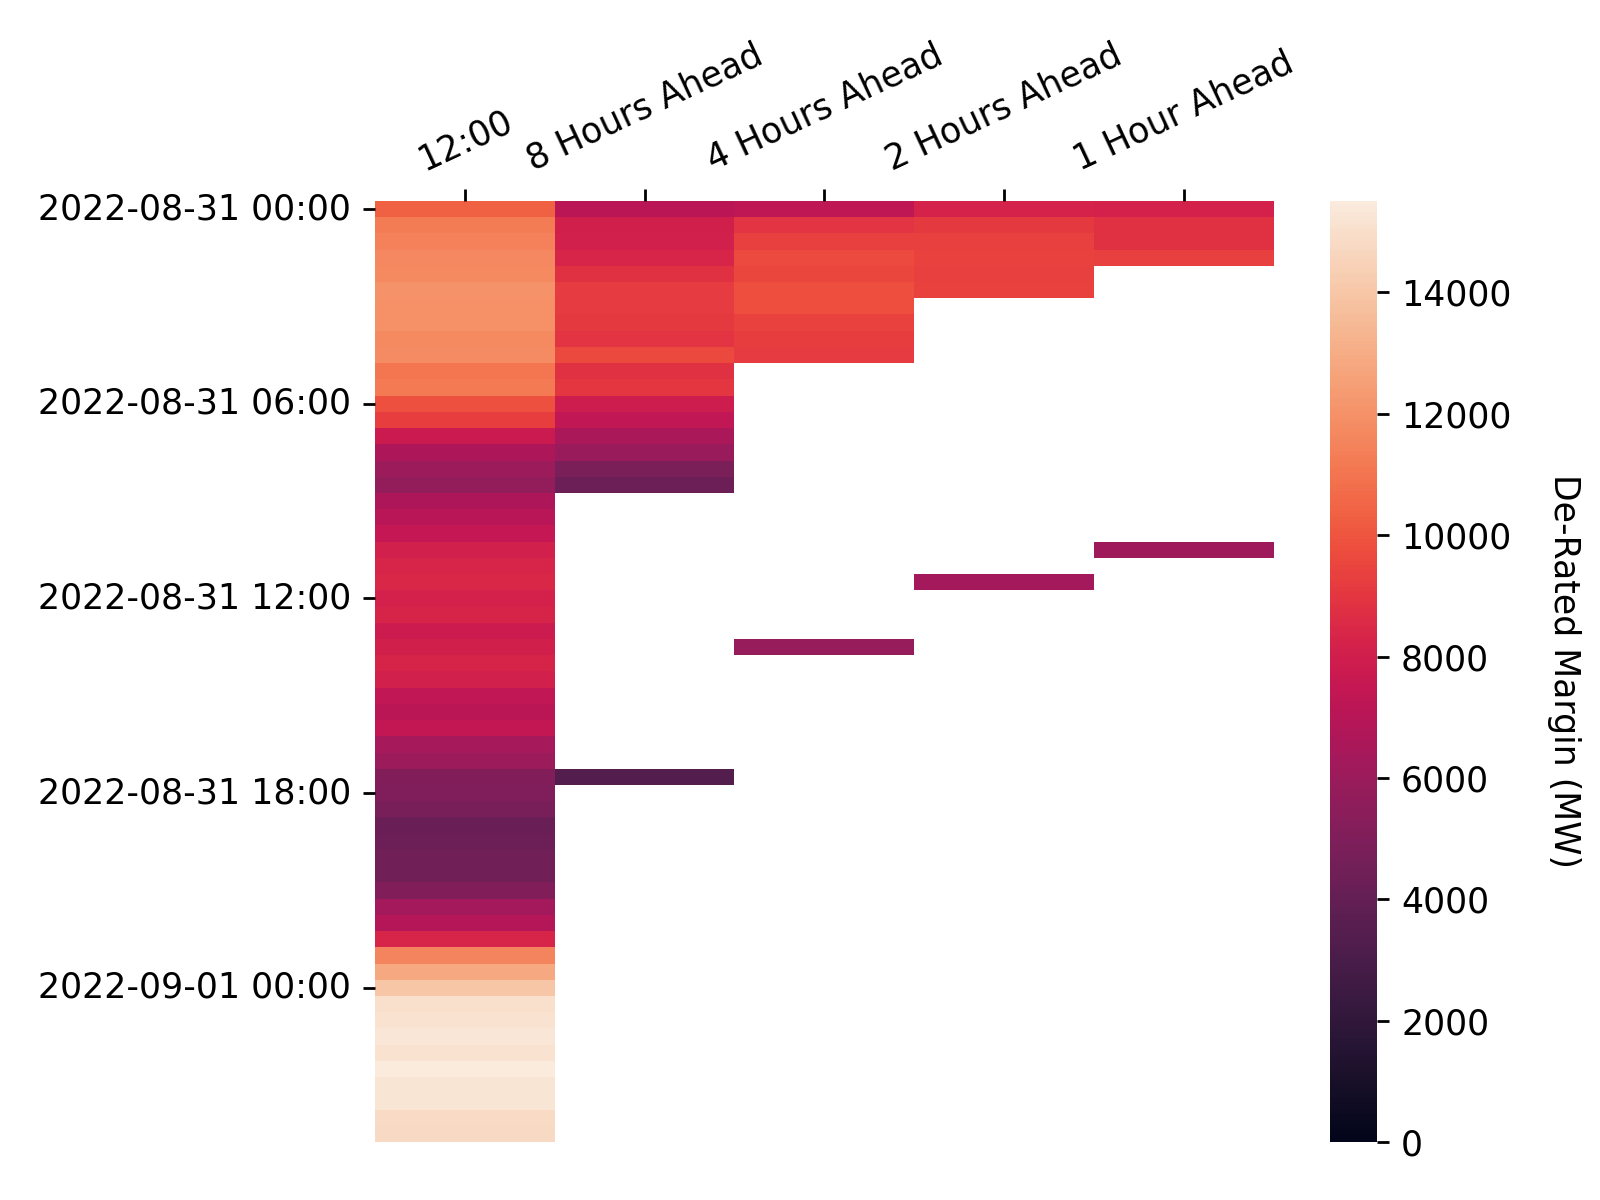 12:00
8 Hours Ahead
4 Hours Ahead
2 Hours Ahead
1 Hour Ahead
2022-08-31 00:00
2022-08-31 06:00
2022-08-31 12:00
2022-08-31 18:00
2022-09-01 00:00
14000
12000
10000
8000
6000
4000
2000
0
De-Rated Margin (MW)